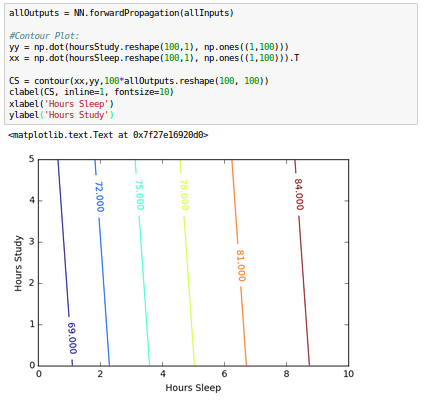 allOutputs = NN.forwardPropagation(allInputs)
#Contour Plot:
yy = np.dot(hoursStudy.reshape(100,1), np.ones((1,100)))
xx = np.dot(hoursSleep.reshape(100,1), np.ones((1,100))).T
CS = contour(xx,yy,100*allOutputs.reshape(100, 100))
clabel(CS, inline=1, fontsize=10)
xlabel('Hours Sleep')
ylabel('Hours Study')
<matplotlib.text.Text at 0x7f27e16920d0>
5
4
3
2
1
0
Hours Study
69.000
72.000
75.000
78.000
81.000
84.000
0 2 4 6 8 10
Hours Sleep